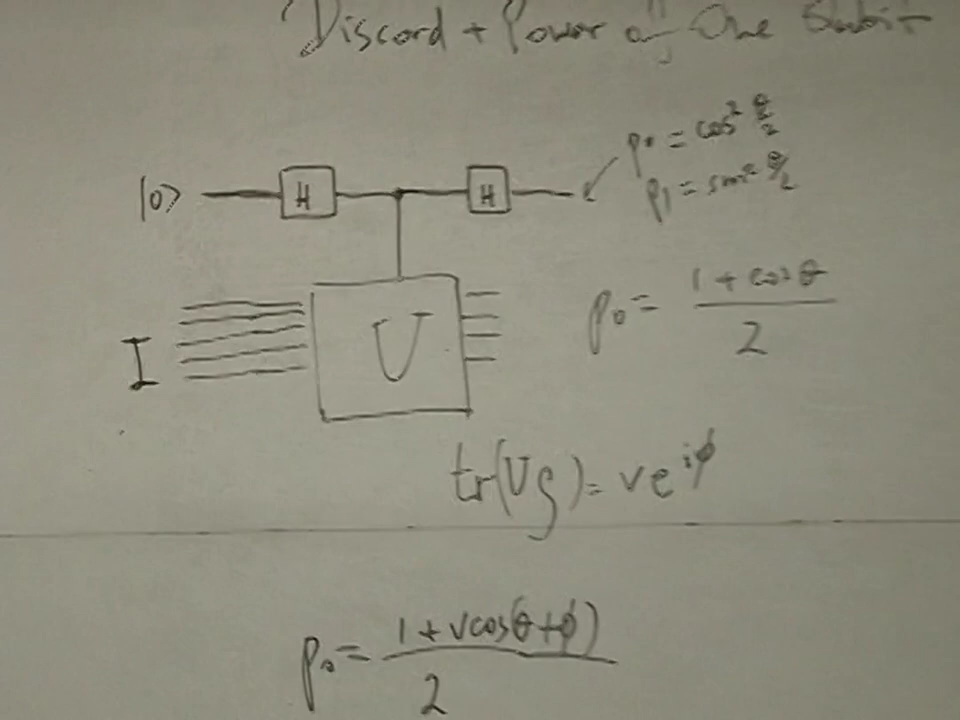 Discord + Power of One Qubit
p₀ = cos² θ/2
p₁ = sin² θ/2
|0⟩ H H
p₀ = (1 + cos θ)/2
I U
tr(Uρ) = ve^{iφ}
p₀ = (1 + v cos(θ+φ))/2